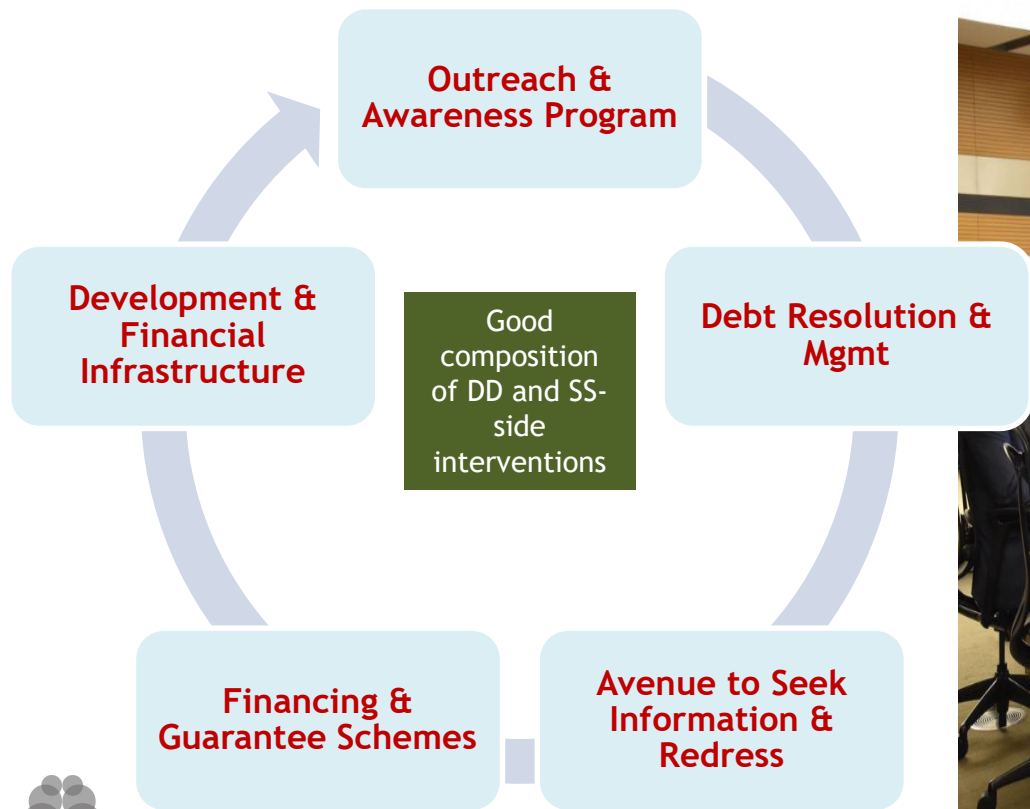 Outreach &
Awareness Program
Development &
Financial
Infrastructure
Good
composition
of DD and SS-
side
interventions
Debt Resolution &
Mgmt
Financing &
Guarantee Schemes
Avenue to Seek
Information &
Redress